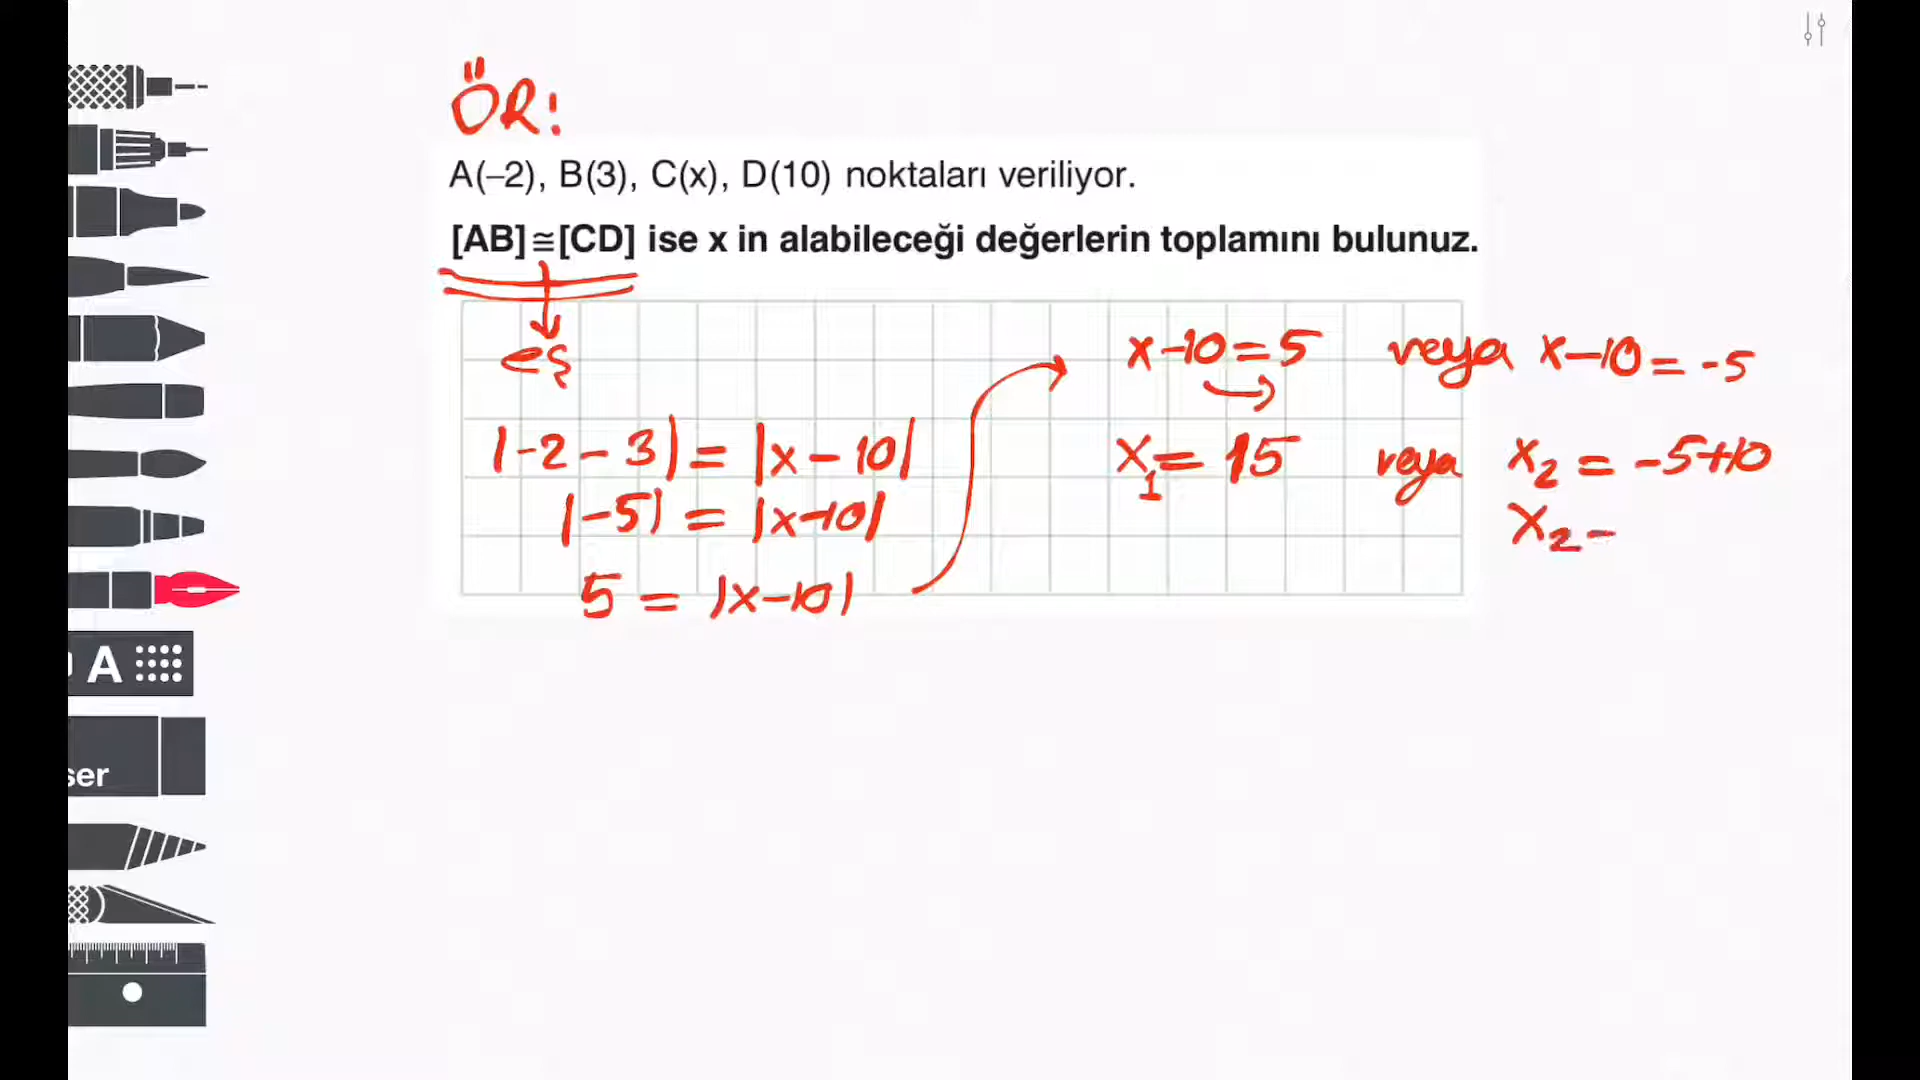 ÖR:
A(–2), B(3), C(x), D(10) noktaları veriliyor.
[AB]≅[CD] ise x in alabileceği değerlerin toplamını bulunuz.
eş
|-2-3| = |x-10|
|-5| = |x-10|
5 = |x-10|
x-10=5 veya x-10=-5
x₁ = 15 veya x₂ = -5+10
x₂ =
A
ser